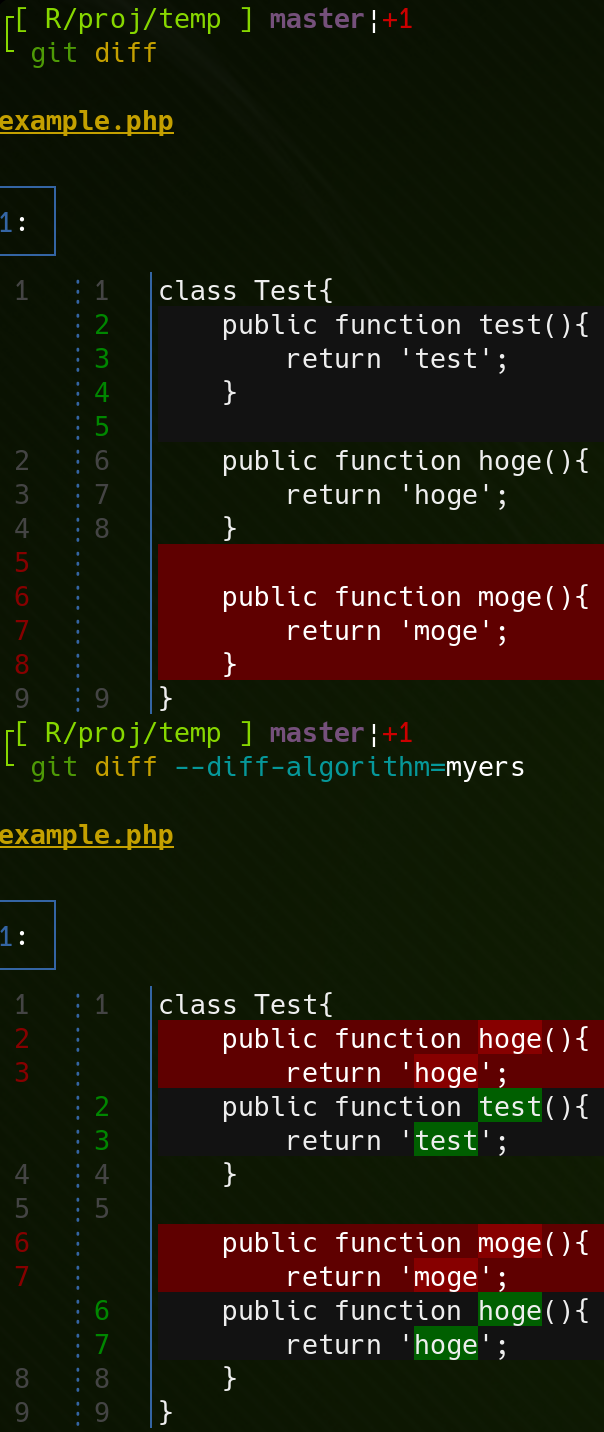 [ R/proj/temp ] master¦+1
git diff
example.php
1:
1 1 class Test{
2 public function test(){
3 return 'test';
4 }
5
2 6 public function hoge(){
3 7 return 'hoge';
4 8 }
5
6 public function moge(){
7 return 'moge';
8 }
9 9 }
[ R/proj/temp ] master¦+1
git diff --diff-algorithm=myers
example.php
1:
1 1 class Test{
2 public function hoge(){
3 return 'hoge';
2 public function test(){
3 return 'test';
4 4 }
5 5
6 public function moge(){
7 return 'moge';
6 public function hoge(){
7 return 'hoge';
8 8 }
9 9 }